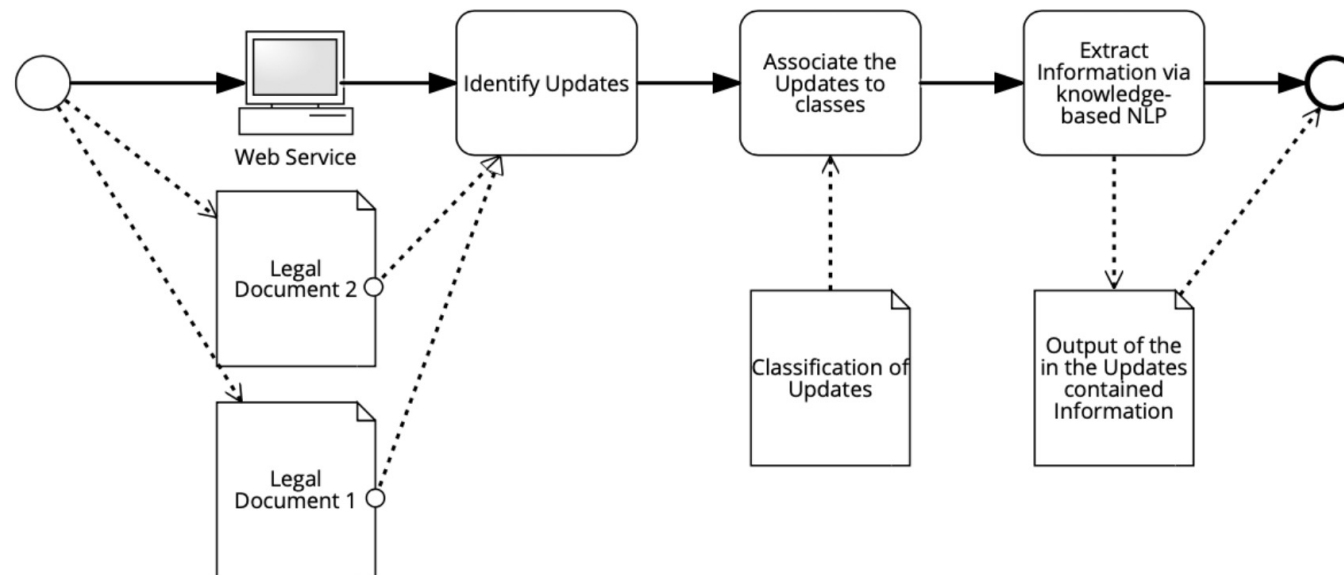 Identify Updates
Associate the
Updates to
classes
Extract
Information via
knowledge-
based NLP
Web Service
Legal
Document 2
Classification of
Updates
Output of the
in the Updates
contained
Information
Legal
Document 1